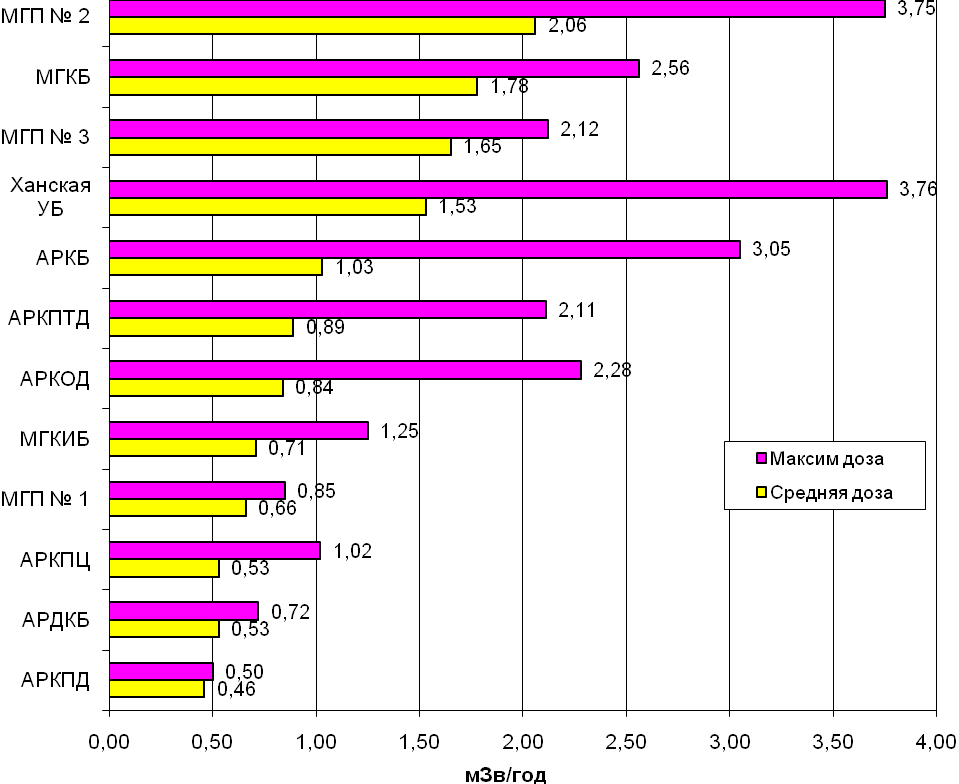 МГП № 2
3,75
2,06
МГКБ
2,56
1,78
МГП № 3
2,12
1,65
Ханская
УБ
3,76
1,53
АРКБ
3,05
1,03
АРКПТД
2,11
0,89
АРКОД
2,28
0,84
МГКИБ
1,25
0,71
Максим доза
Средняя доза
МГП № 1
0,85
0,66
АРКПЦ
1,02
0,53
АРДКБ
0,72
0,53
АРКПД
0,50
0,46
0,00 0,50 1,00 1,50 2,00 2,50 3,00 3,50 4,00
мЗв/год